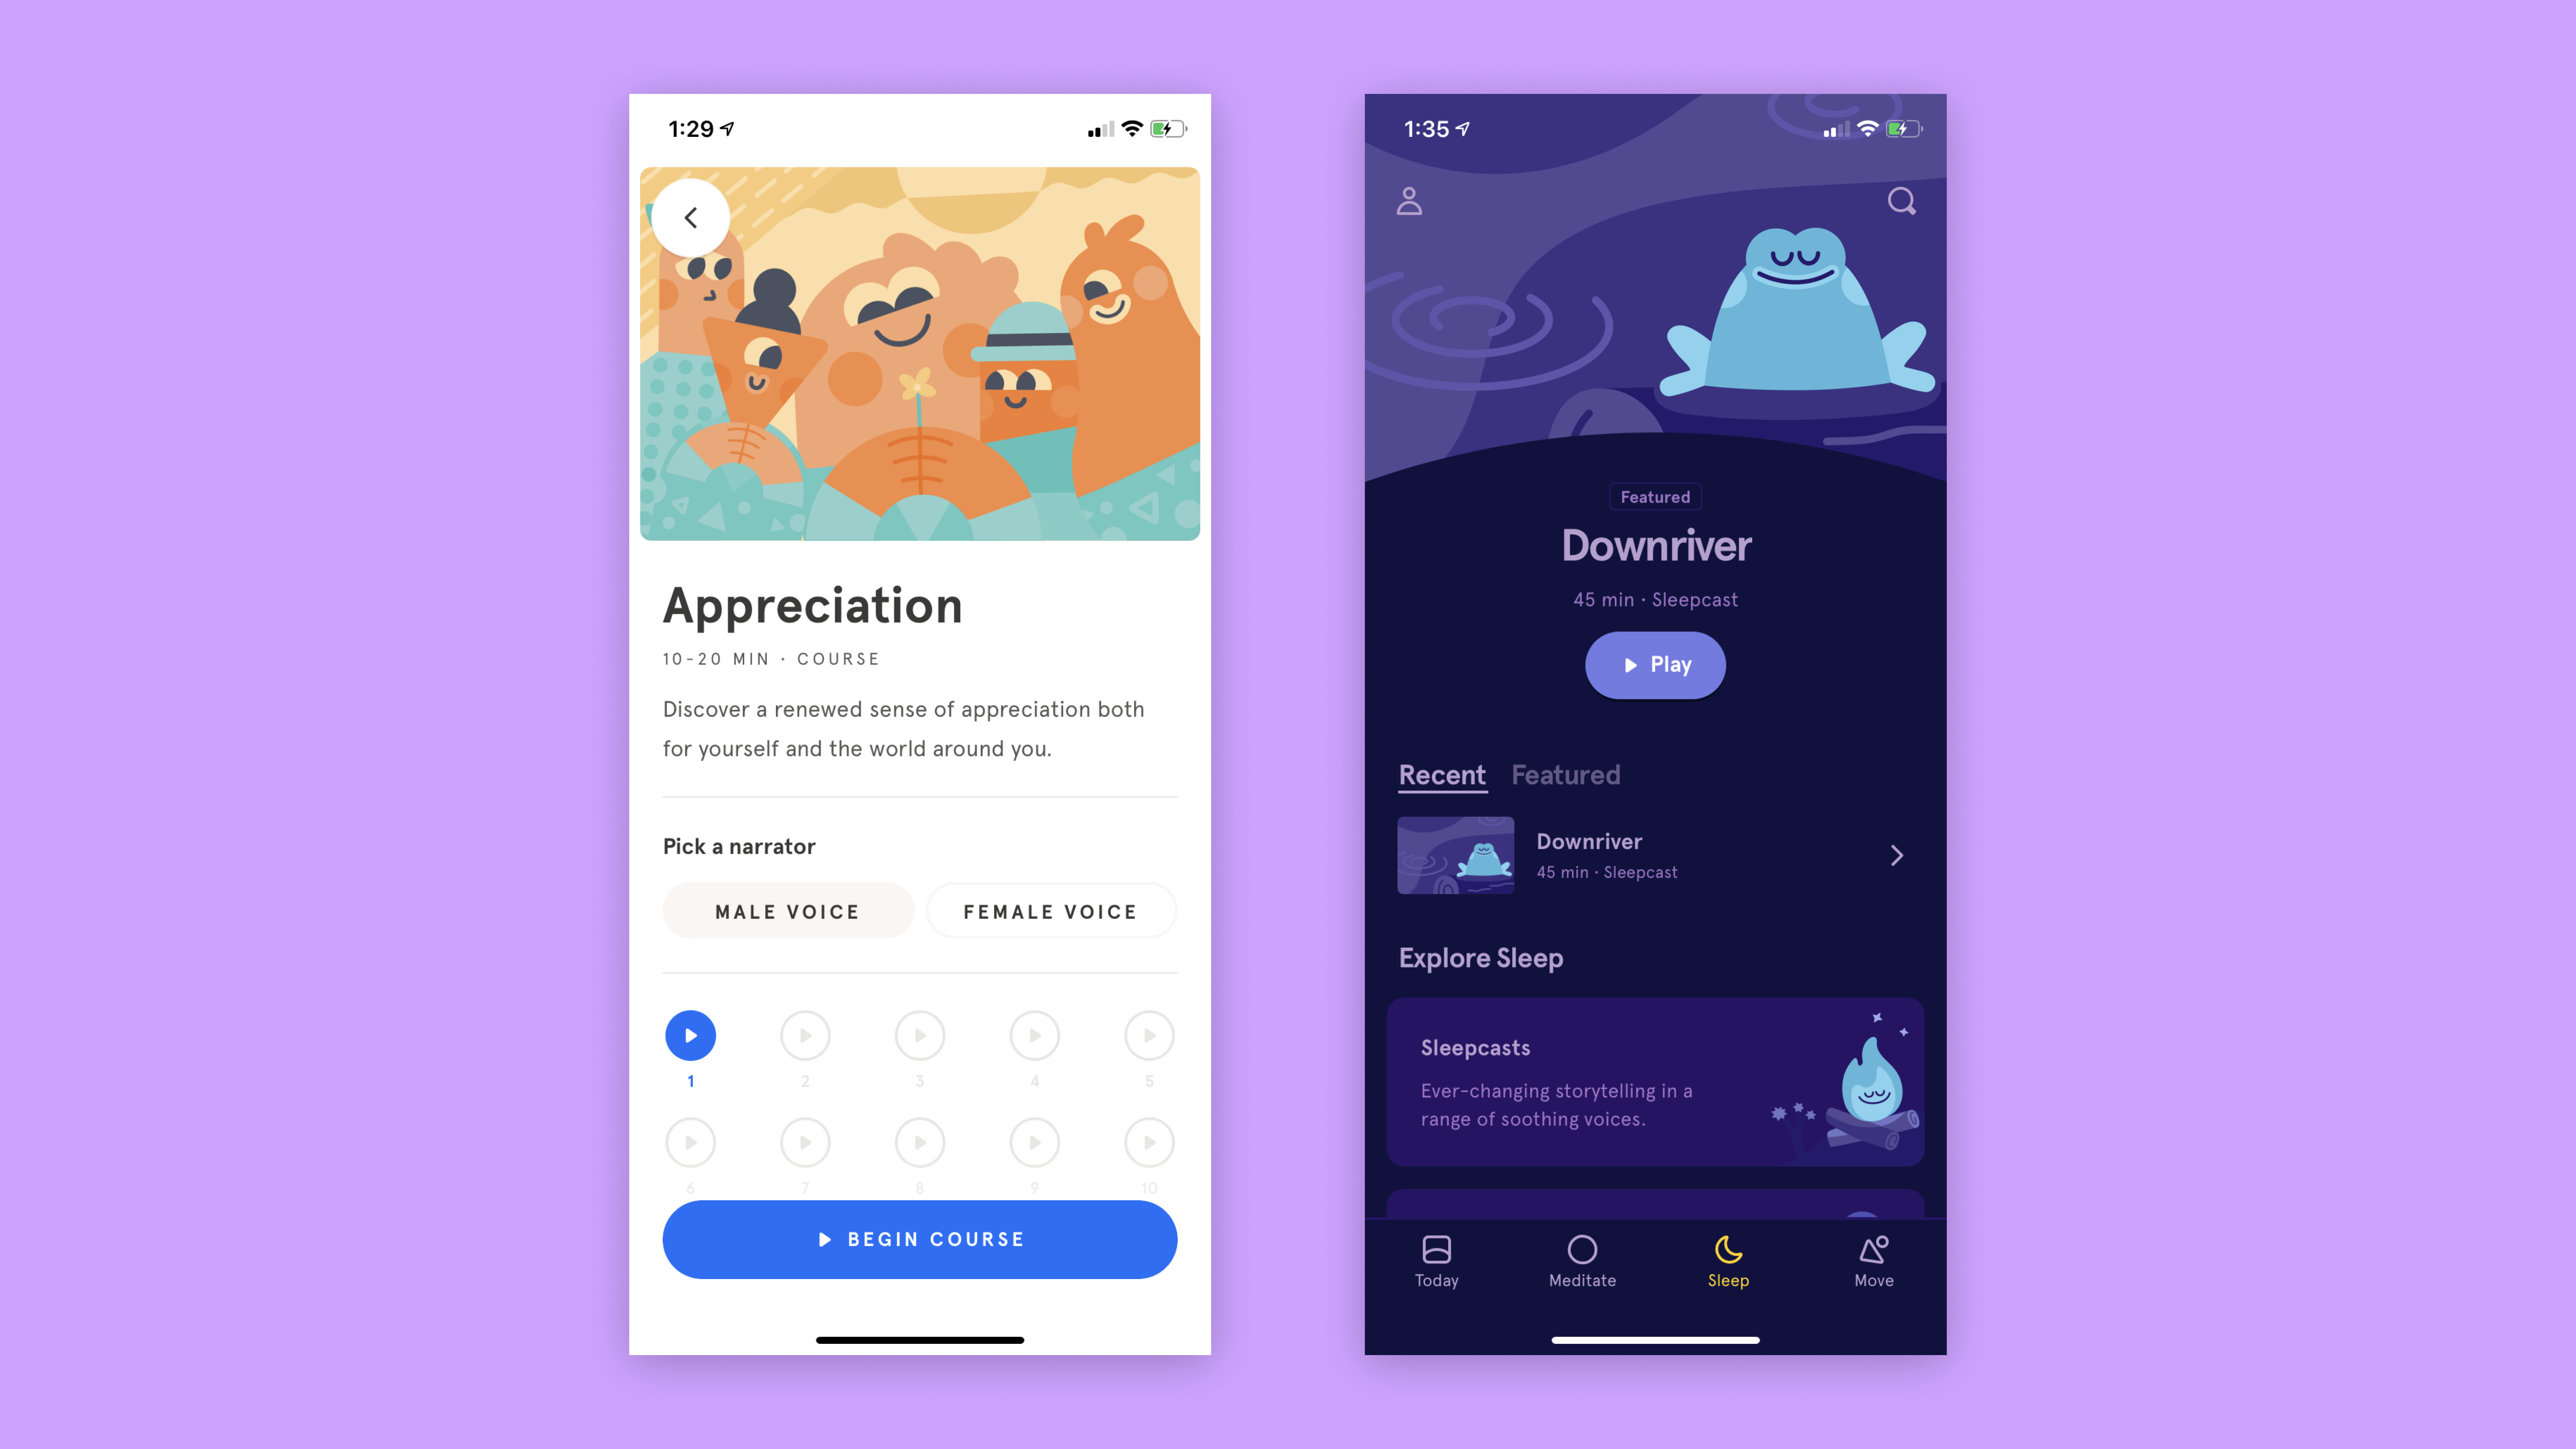 1:29
Appreciation
10-20 MIN · COURSE
Discover a renewed sense of appreciation both
for yourself and the world around you.
Pick a narrator
MALE VOICE FEMALE VOICE
1 2 3 4 5
6 7 8 9 10
BEGIN COURSE
1:35
Featured
Downriver
45 min · Sleepcast
Play
Recent Featured
Downriver
45 min · Sleepcast
Explore Sleep
Sleepcasts
Ever-changing storytelling in a
range of soothing voices.
Today Meditate Sleep Move